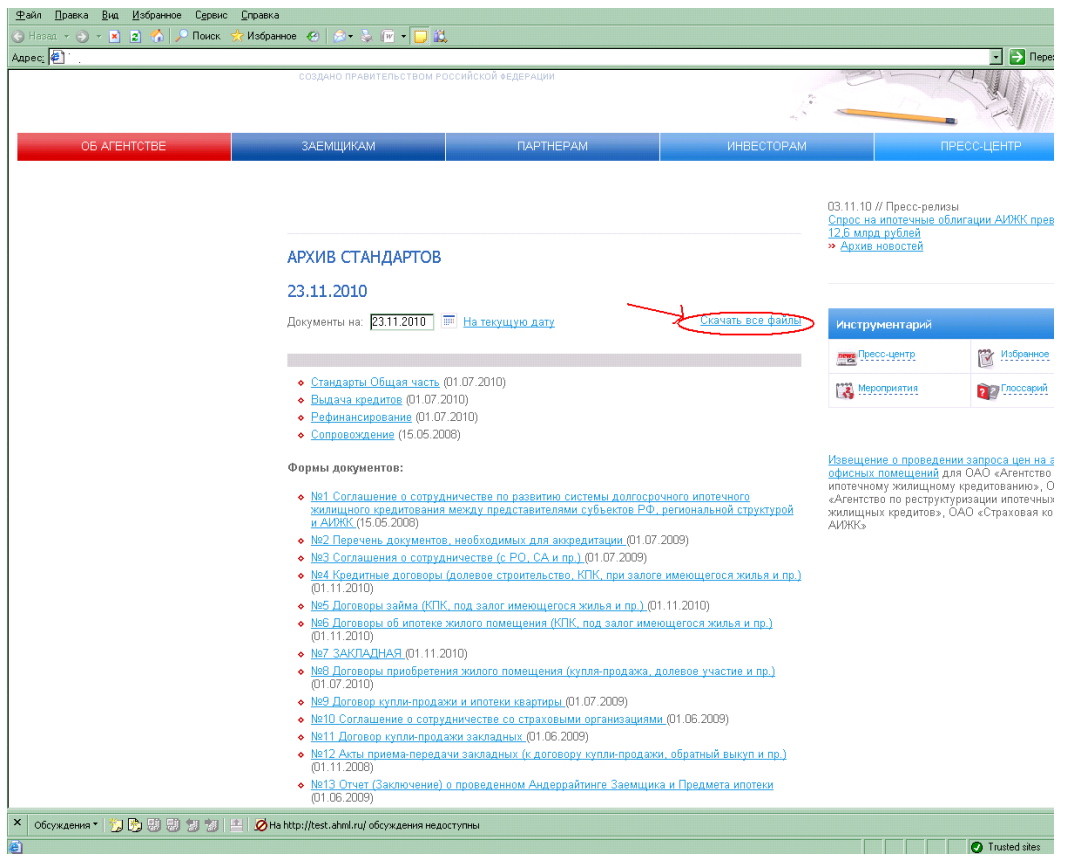 Файл Правка Вид Избранное Сервис Справка
Назад Поиск Избранное
Адрес: Пере
СОЗДАНО ПРАВИТЕЛЬСТВОМ РОССИЙСКОЙ ФЕДЕРАЦИИ
ОБ АГЕНТСТВЕ ЗАЕМЩИКАМ ПАРТНЕРАМ ИНВЕСТОРАМ ПРЕСС-ЦЕНТР
03.11.10 // Пресс-релизы
Спрос на ипотечные облигации АИЖК прев
12,6 млрд рублей
» Архив новостей
АРХИВ СТАНДАРТОВ
23.11.2010
Документы на: 23.11.2010 На текущую дату Скачать все файлы
Стандарты Общая часть (01.07.2010)
Выдача кредитов (01.07.2010)
Рефинансирование (01.07.2010)
Сопровождение (15.05.2008)
Формы документов:
№1 Соглашение о сотрудничестве по развитию системы долгосрочного ипотечного
жилищного кредитования между представителями субъектов РФ, региональной структурой
и АИЖК (15.05.2008)
№2 Перечень документов, необходимых для аккредитации (01.07.2009)
№3 Соглашения о сотрудничестве (с РО, СА и пр.) (01.07.2009)
№4 Кредитные договоры (долевое строительство, КПК, при залоге имеющегося жилья и пр.)
(01.11.2010)
№5 Договоры займа (КПК, под залог имеющегося жилья и пр.) (01.11.2010)
№6 Договоры об ипотеке жилого помещения (КПК, под залог имеющегося жилья и пр.)
(01.11.2010)
№7 ЗАКЛАДНАЯ (01.11.2010)
№8 Договоры приобретения жилого помещения (купля-продажа, долевое участие и пр.)
(01.07.2010)
№9 Договор купли-продажи и ипотеки квартиры (01.07.2009)
№10 Соглашение о сотрудничестве со страховыми организациями (01.06.2009)
№11 Договор купли-продажи закладных (01.06.2009)
№12 Акты приема-передачи закладных (к договору купли-продажи, обратный выкуп и пр.)
(01.11.2008)
№13 Отчет (Заключение) о проведенном Андеррайтинге Заемщика и Предмета ипотеки
(01.06.2009)
Инструментарий
Пресс-центр Избранное
Мероприятия Глоссарий
Извещение о проведении запроса цен на а
офисных помещений для ОАО «Агентство
ипотечному жилищному кредитованию», О
«Агентство по реструктуризации ипотечных
жилищных кредитов», ОАО «Страховая ко
АИЖК»
Обсуждения На http://test.ahml.ru/ обсуждения недоступны
Trusted sites